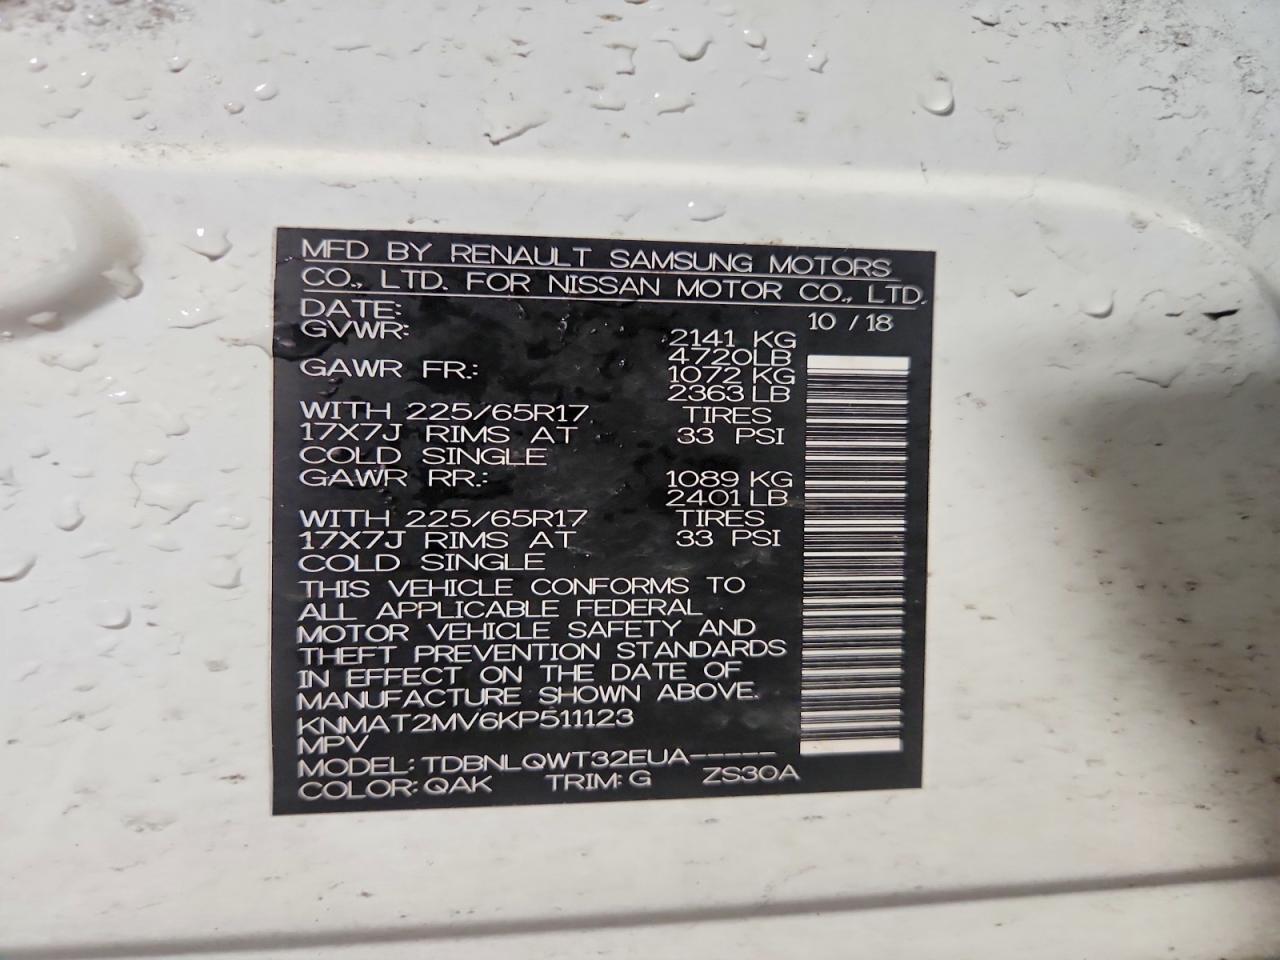 MFD BY RENAULT SAMSUNG MOTORS
CO., LTD. FOR NISSAN MOTOR CO., LTD.
DATE: 10 / 18
GVWR: 2141 KG
4720LB
GAWR FR.: 1072 KG
2363 LB
WITH 225/65R17 TIRES
17X7J RIMS AT 33 PSI
COLD SINGLE
GAWR RR.: 1089 KG
2401 LB
WITH 225/65R17 TIRES
17X7J RIMS AT 33 PSI
COLD SINGLE
THIS VEHICLE CONFORMS TO
ALL APPLICABLE FEDERAL
MOTOR VEHICLE SAFETY AND
THEFT PREVENTION STANDARDS
IN EFFECT ON THE DATE OF
MANUFACTURE SHOWN ABOVE.
KNMAT2MV6KP511123
MPV
MODEL: TDBNLQWT32EUA-----
COLOR: QAK TRIM: G ZS30A